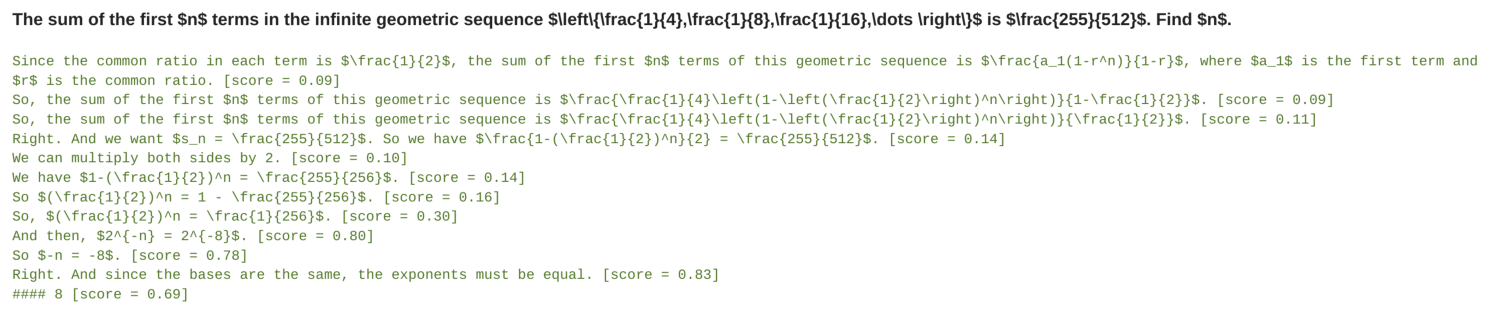 The sum of the first $n$ terms in the infinite geometric sequence $\left\{\frac{1}{4},\frac{1}{8},\frac{1}{16},\dots \right\}$ is $\frac{255}{512}$. Find $n$.
Since the common ratio in each term is $\frac{1}{2}$, the sum of the first $n$ terms of this geometric sequence is $\frac{a_1(1-r^n)}{1-r}$, where $a_1$ is the first term and
$r$ is the common ratio. [score = 0.09]
So, the sum of the first $n$ terms of this geometric sequence is $\frac{\frac{1}{4}\left(1-\left(\frac{1}{2}\right)^n\right)}{1-\frac{1}{2}}$. [score = 0.09]
So, the sum of the first $n$ terms of this geometric sequence is $\frac{\frac{1}{4}\left(1-\left(\frac{1}{2}\right)^n\right)}{\frac{1}{2}}$. [score = 0.11]
Right. And we want $s_n = \frac{255}{512}$. So we have $\frac{1-(\frac{1}{2})^n}{2} = \frac{255}{512}$. [score = 0.14]
We can multiply both sides by 2. [score = 0.10]
We have $1-(\frac{1}{2})^n = \frac{255}{256}$. [score = 0.14]
So $(\frac{1}{2})^n = 1 - \frac{255}{256}$. [score = 0.16]
So, $(\frac{1}{2})^n = \frac{1}{256}$. [score = 0.30]
And then, $2^{-n} = 2^{-8}$. [score = 0.80]
So $-n = -8$. [score = 0.78]
Right. And since the bases are the same, the exponents must be equal. [score = 0.83]
#### 8 [score = 0.69]